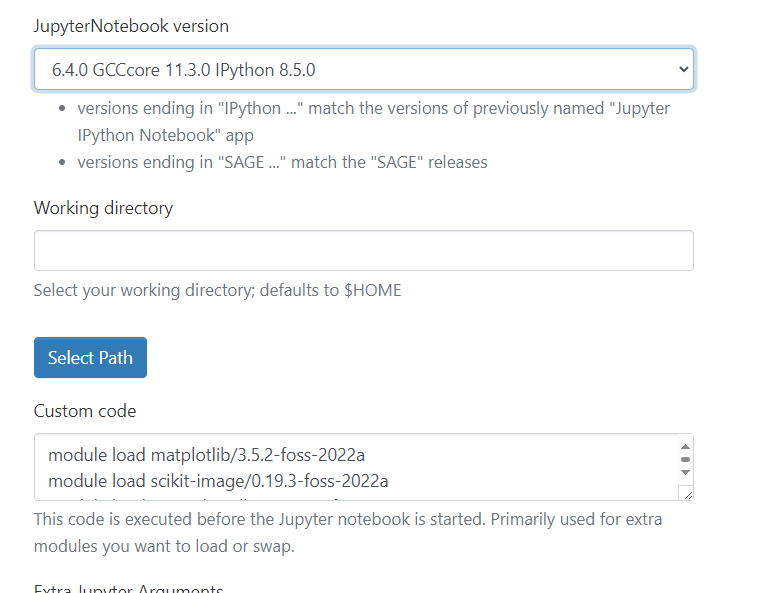 JupyterNotebook version
6.4.0 GCCcore 11.3.0 IPython 8.5.0
versions ending in "IPython ..." match the versions of previously named "Jupyter
IPython Notebook" app
versions ending in "SAGE ..." match the "SAGE" releases
Working directory
Select your working directory; defaults to $HOME
Select Path
Custom code
module load matplotlib/3.5.2-foss-2022a
module load scikit-image/0.19.3-foss-2022a
This code is executed before the Jupyter notebook is started. Primarily used for extra
modules you want to load or swap.
Extra Jupyter Arguments